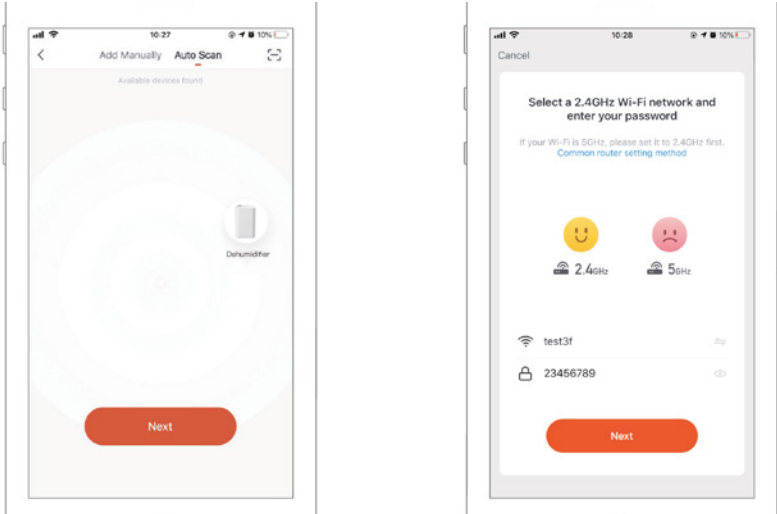 10:27
10%
Add Manually Auto Scan
Available devices found
Dehumidifier
Next
10:28
10%
Cancel
Select a 2.4GHz Wi-Fi network and
enter your password
If your Wi-Fi is 5GHz, please set it to 2.4GHz first.
Common router setting method
2.4GHz 5GHz
test3f
23456789
Next